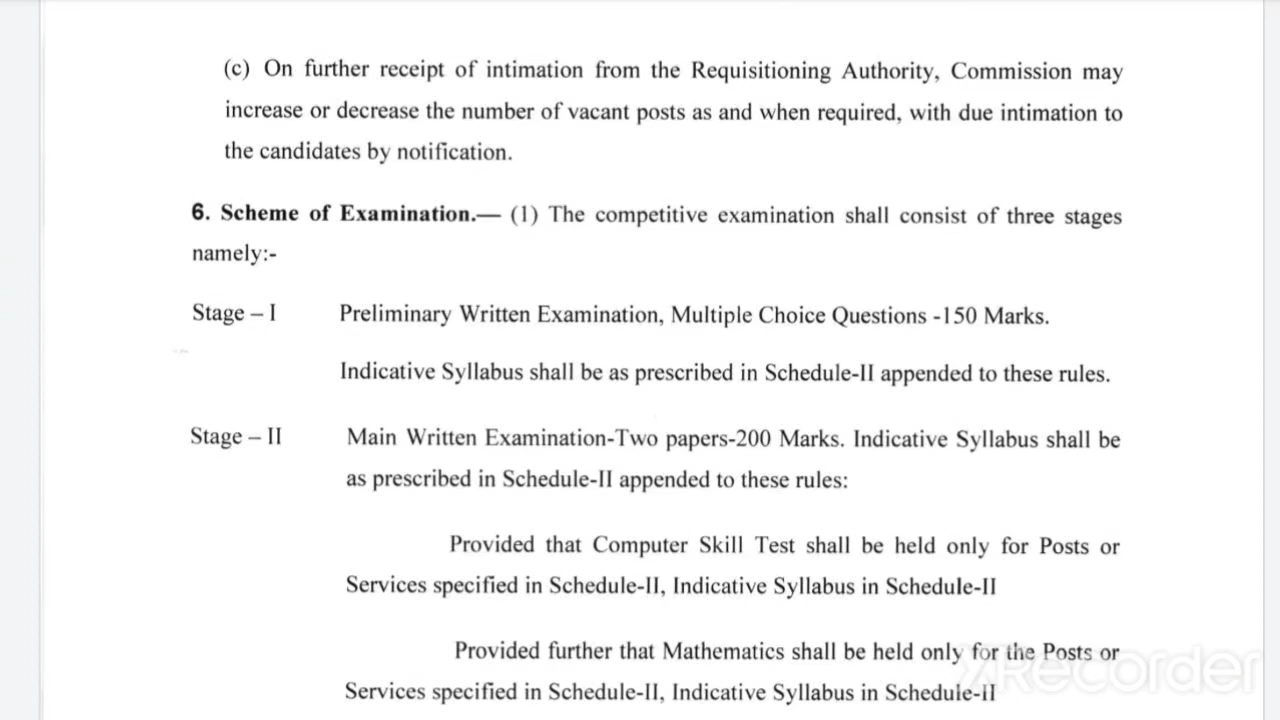 (c) On further receipt of intimation from the Requisitioning Authority, Commission may
increase or decrease the number of vacant posts as and when required, with due intimation to
the candidates by notification.
6. Scheme of Examination.— (1) The competitive examination shall consist of three stages
namely:-
Stage – I Preliminary Written Examination, Multiple Choice Questions -150 Marks.
Indicative Syllabus shall be as prescribed in Schedule-II appended to these rules.
Stage – II Main Written Examination-Two papers-200 Marks. Indicative Syllabus shall be
as prescribed in Schedule-II appended to these rules:
Provided that Computer Skill Test shall be held only for Posts or
Services specified in Schedule-II, Indicative Syllabus in Schedule-II
Provided further that Mathematics shall be held only for the Posts or
Services specified in Schedule-II, Indicative Syllabus in Schedule-II
XRecorder